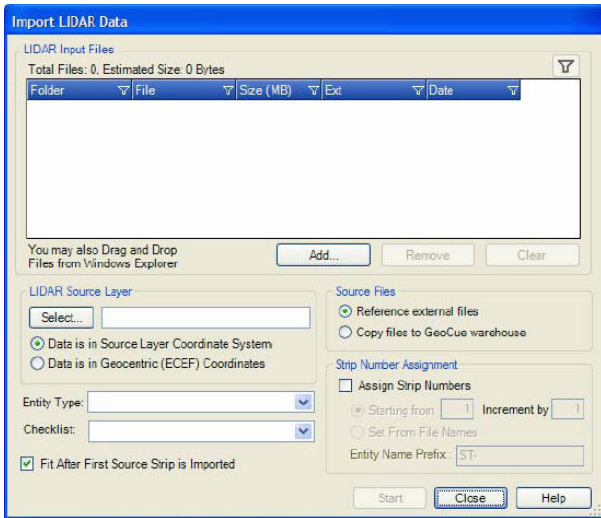 Import LIDAR Data
LIDAR Input Files
Total Files: 0, Estimated Size: 0 Bytes
Folder File Size (MB) Ext Date
You may also Drag and Drop
Files from Windows Explorer
Add... Remove Clear
LIDAR Source Layer
Select...
Data is in Source Layer Coordinate System
Data is in Geocentric (ECEF) Coordinates
Source Files
Reference external files
Copy files to GeoCue warehouse
Entity Type:
Checklist:
Fit After First Source Strip is Imported
Strip Number Assignment
Assign Strip Numbers
Starting from 1 Increment by 1
Set From File Names
Entity Name Prefix : ST-
Start Close Help